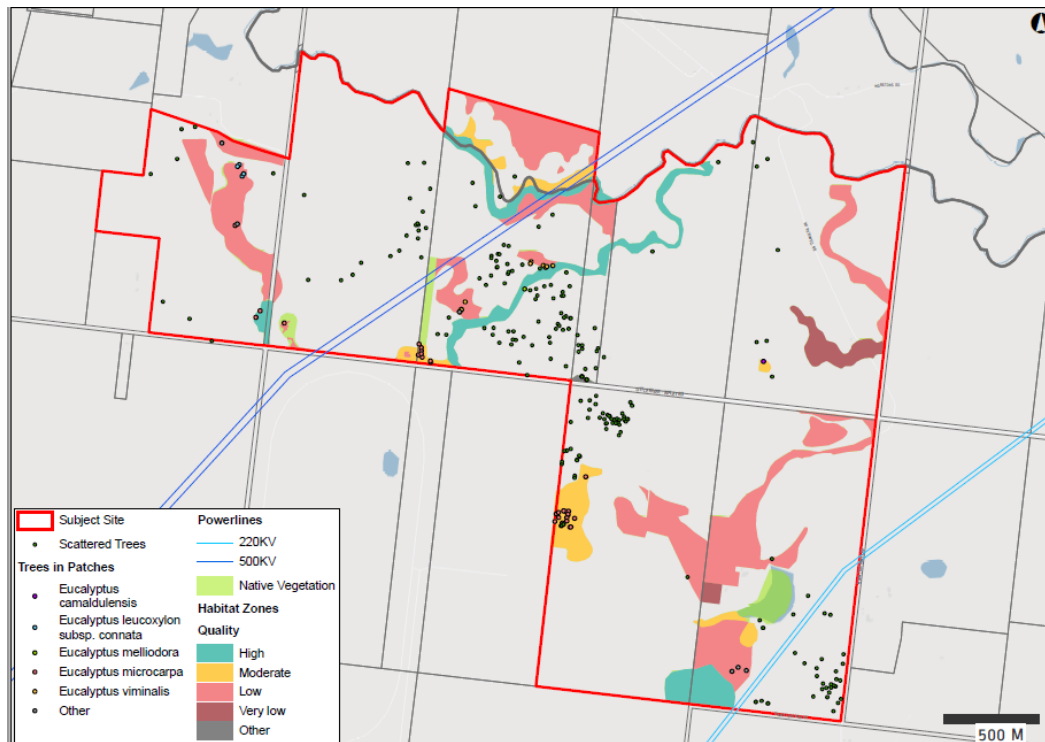 Subject Site
Scattered Trees
Trees in Patches
Eucalyptus
camaldulensis
Eucalyptus leucoxylon
subsp. connata
Eucalyptus melliodora
Eucalyptus microcarpa
Eucalyptus viminalis
Other
Powerlines
220KV
500KV
Native Vegetation
Habitat Zones
Quality
High
Moderate
Low
Very low
Other
500 M